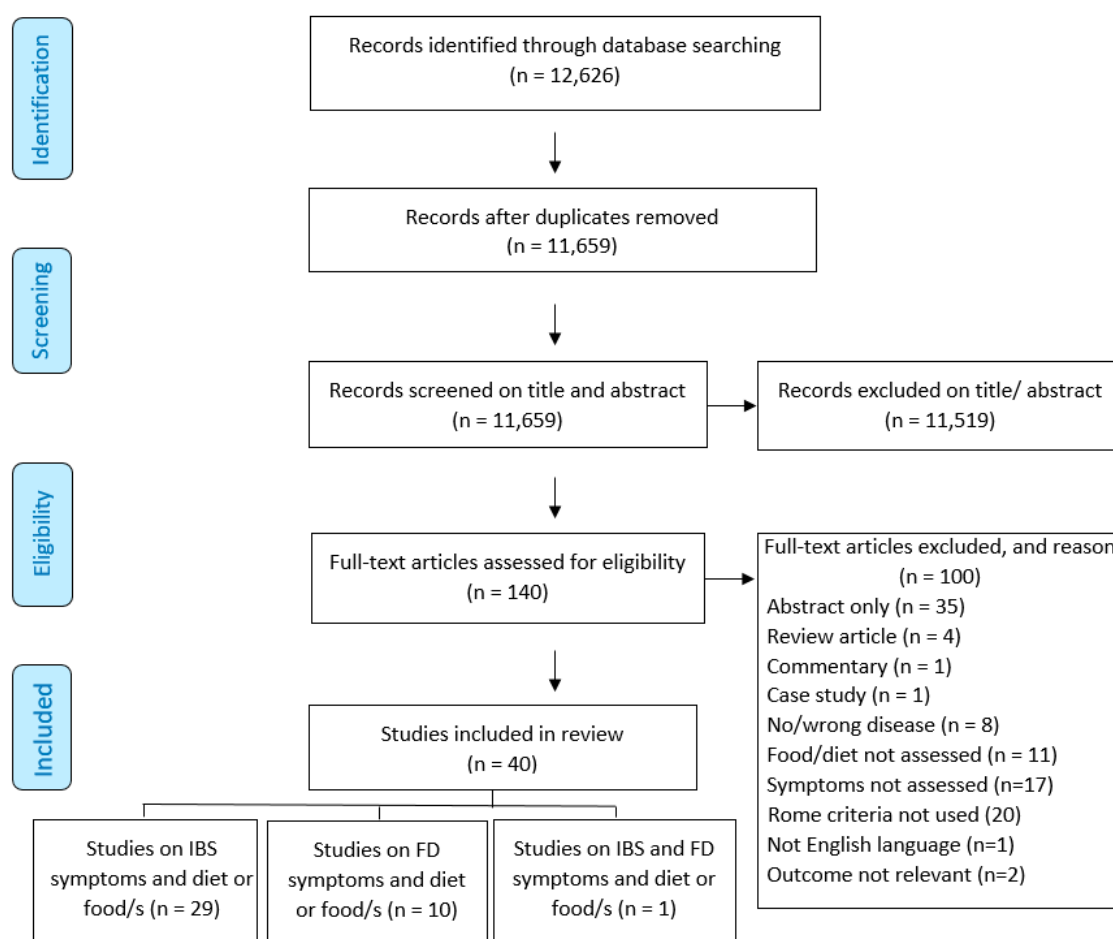 Identification
Records identified through database searching
(n = 12,626)
Records after duplicates removed
(n = 11,659)
Screening
Records screened on title and abstract
(n = 11,659)
Records excluded on title/ abstract
(n = 11,519)
Eligibility
Full-text articles assessed for eligibility
(n = 140)
Full-text articles excluded, and reason
(n = 100)
Abstract only (n = 35)
Review article (n = 4)
Commentary (n = 1)
Case study (n = 1)
No/wrong disease (n = 8)
Food/diet not assessed (n = 11)
Symptoms not assessed (n=17)
Rome criteria not used (20)
Not English language (n=1)
Outcome not relevant (n=2)
Included
Studies included in review
(n = 40)
Studies on IBS
symptoms and diet or
food/s (n = 29)
Studies on FD
symptoms and diet
or food/s (n = 10)
Studies on IBS and FD
symptoms and diet or
food/s (n = 1)